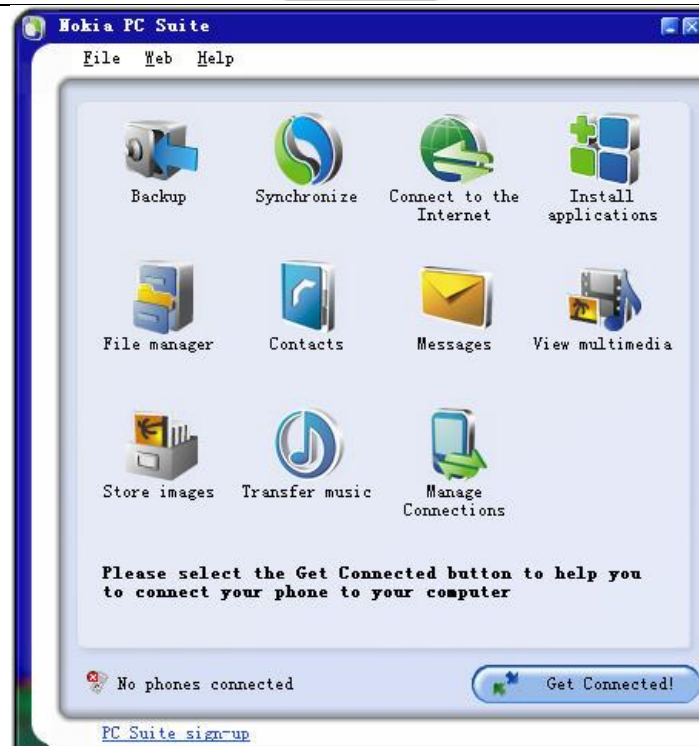 Nokia PC Suite
File Web Help
Backup
Synchronize
Connect to the
Internet
Install
applications
File manager
Contacts
Messages
View multimedia
Store images
Transfer music
Manage
Connections
Please select the Get Connected button to help you
to connect your phone to your computer
No phones connected
Get Connected!
PC Suite sign-up